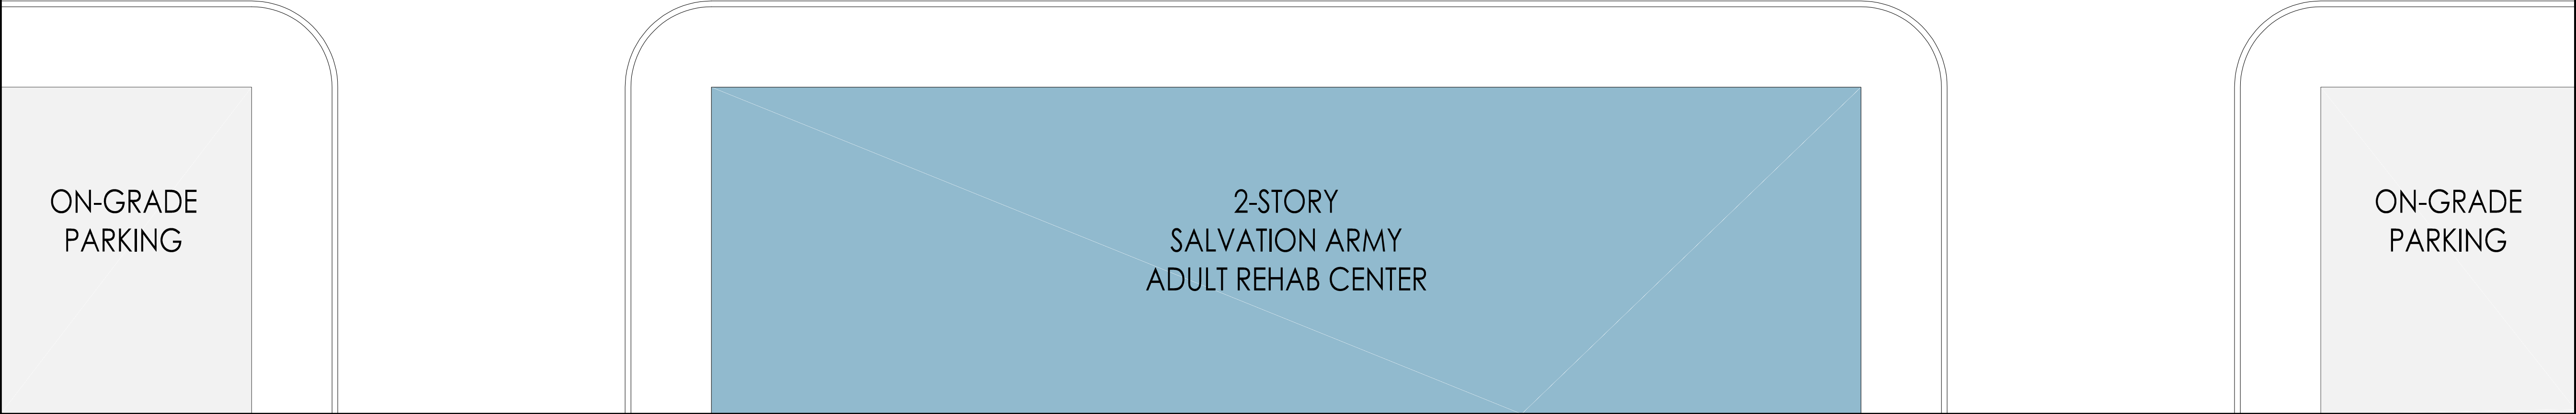 ON-GRADE
PARKING
2-STORY
SALVATION ARMY
ADULT REHAB CENTER
ON-GRADE
PARKING